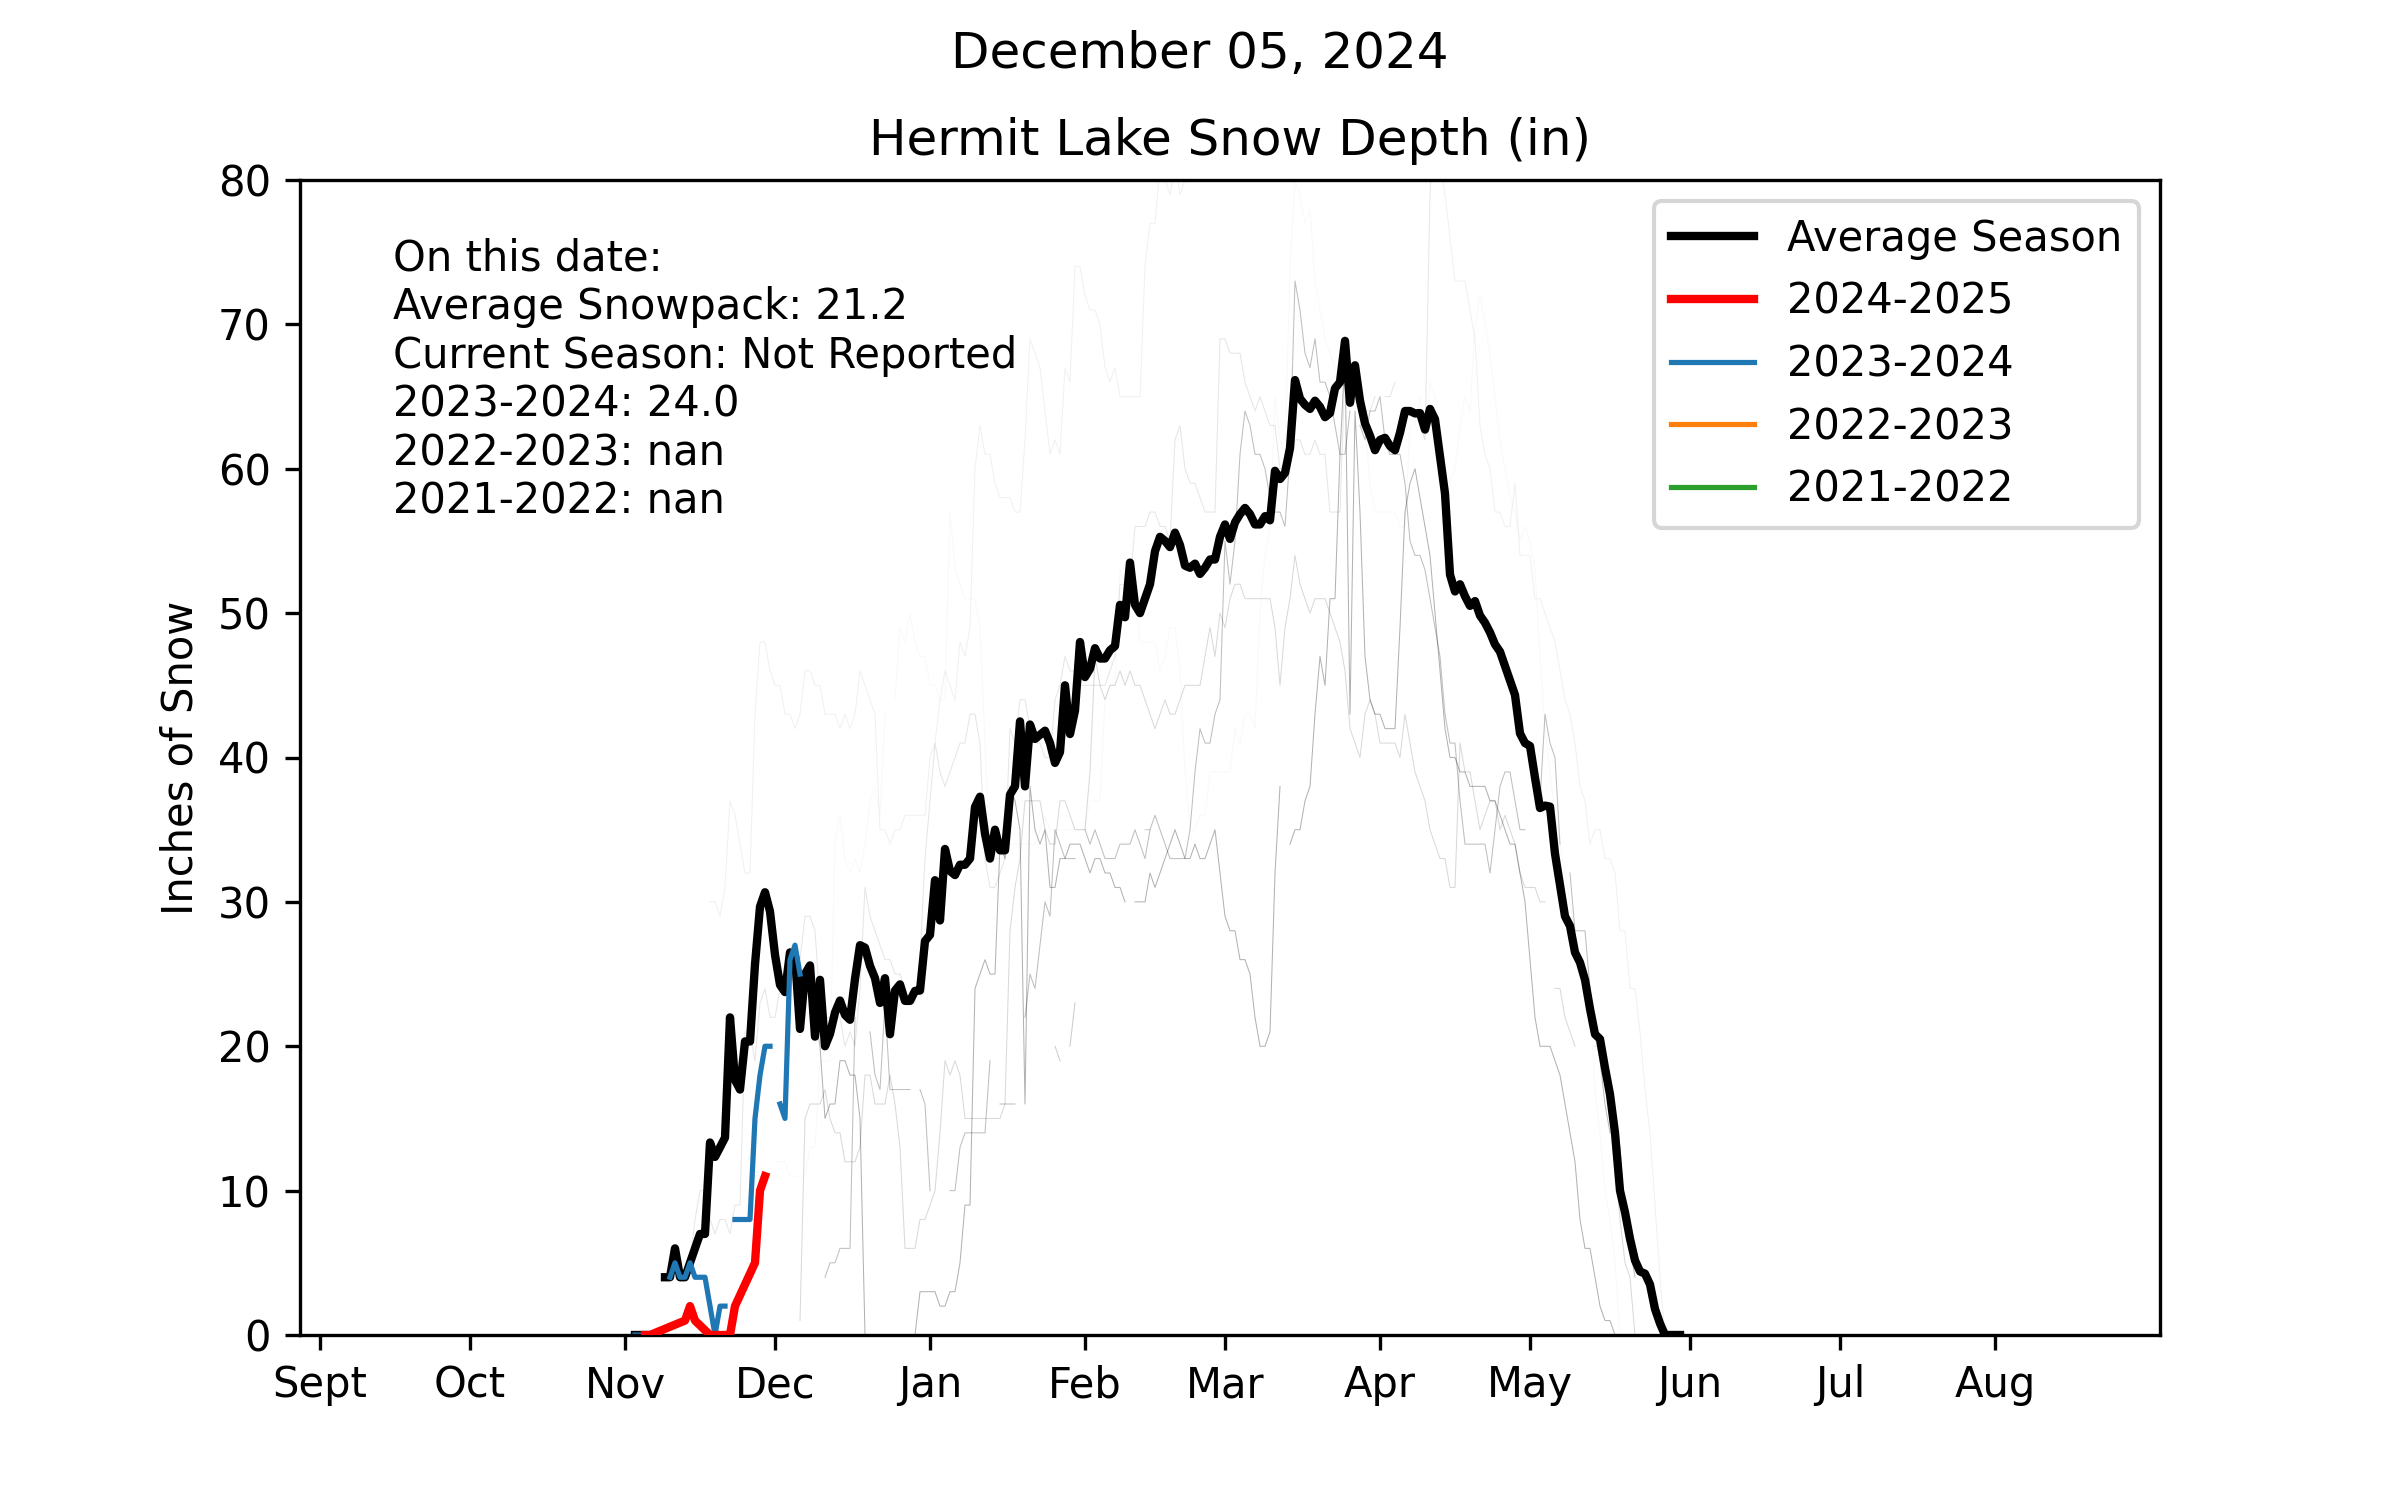 December 05, 2024
Hermit Lake Snow Depth (in)
80
70
60
50
40
30
20
10
0
Inches of Snow
On this date:
Average Snowpack: 21.2
Current Season: Not Reported
2023-2024: 24.0
2022-2023: nan
2021-2022: nan
Average Season
2024-2025
2023-2024
2022-2023
2021-2022
Sept Oct Nov Dec Jan Feb Mar Apr May Jun Jul Aug